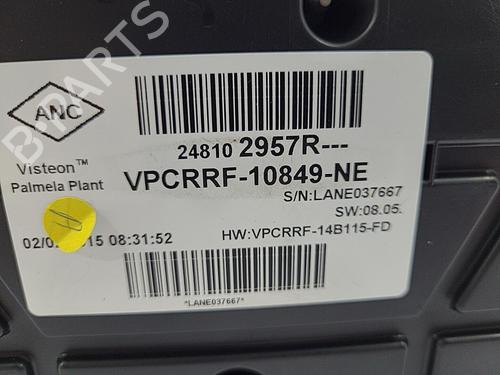 ANC
24810 2957R---
Visteon™
Palmela Plant
VPCRRF-10849-NE
S/N:LANE037667
SW:08.05.
08:31:52
HW:VPCRRF-14B115-FD
*LANE037667*
B-PARTS